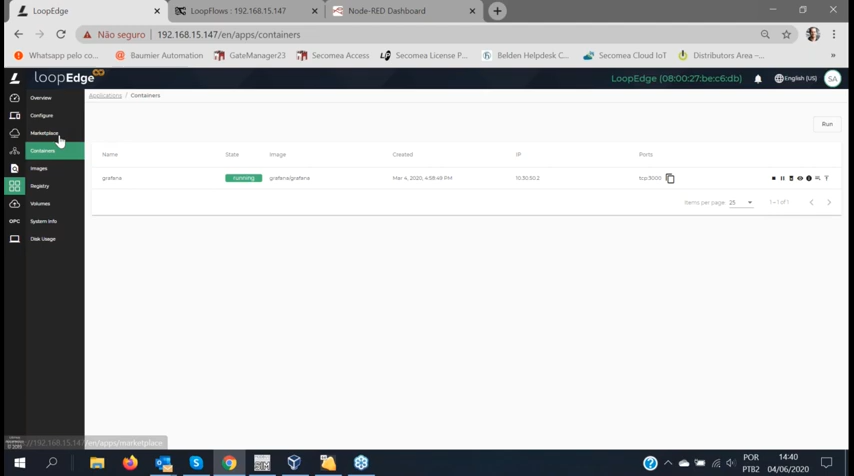 LoopEdge
LoopFlows : 192.168.15.147
Node-RED Dashboard
Não seguro
192.168.15.147/en/apps/containers
Whatsapp pelo co...
Baumier Automation
GateManager23
Secomea Access
Secomea License P...
Belden Helpdesk C...
Secomea Cloud IoT
Distributors Area –...
»
loopEdge
LoopEdge (08:00:27:be:c6:db)
English (US)
SA
Overview
Configure
Marketplace
Containers
Images
Registry
Volumes
OPC
System Info
Disk Usage
Applications / Containers
Run
Name State Image Created IP Ports
grafana running grafana/grafana Mar 4, 2020, 4:58:49 PM 10.30.50.2 tcp:3000
Items per page 25 1–1 of 1
© 2019
://192.168.15.147/en/apps/marketplace
POR
PTB2
14:40
04/06/2020